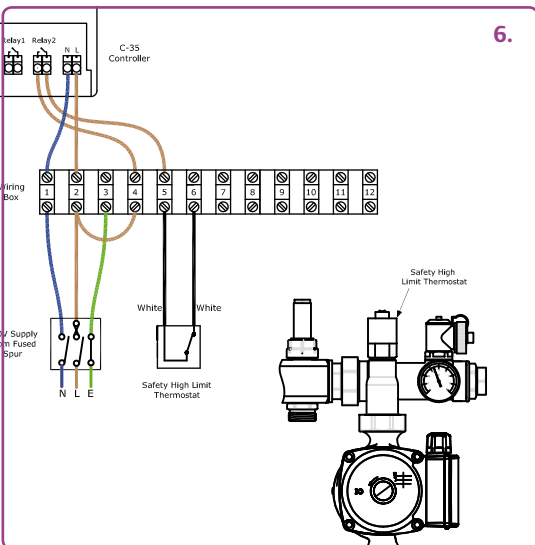 6.
Relay1 Relay2
N L
C-35
Controller
Wiring
Box
1 2 3 4 5 6 7 8 9 10 11 12
White White
V Supply
om Fused
Spur
N L E
Safety High Limit
Thermostat
Safety High
Limit Thermostat